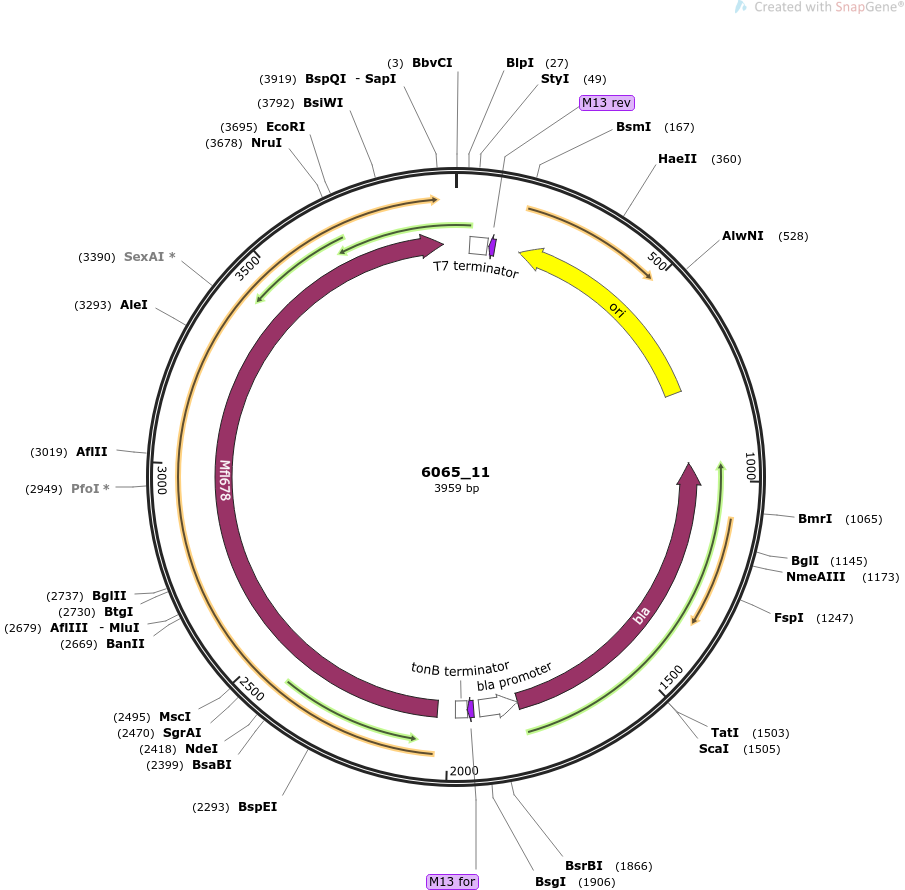 Created with SnapGene®
(3) BbvCI
BlpI (27)
(3919) BspQI - SapI
StyI (49)
(3792) BsiWI
M13 rev
(3695) EcoRI
BsmI (167)
(3678) NruI
HaeII (360)
AlwNI (528)
(3390) SexAI *
3500
500
T7 terminator
(3293) AleI
ori
(3019) AflII
1000
3000
6065_11
3959 bp
Mfl678
(2949) PfoI *
BmrI (1065)
BglI (1145)
NmeAIII (1173)
(2737) BglII
(2730) BtgI
FspI (1247)
(2679) AflIII - MluI
bla
(2669) BanII
tonB terminator
bla promoter
2500
1500
(2495) MscI
(2470) SgrAI
TatI (1503)
(2418) NdeI
ScaI (1505)
(2399) BsaBI
2000
(2293) BspEI
BsrBI (1866)
M13 for
BsgI (1906)